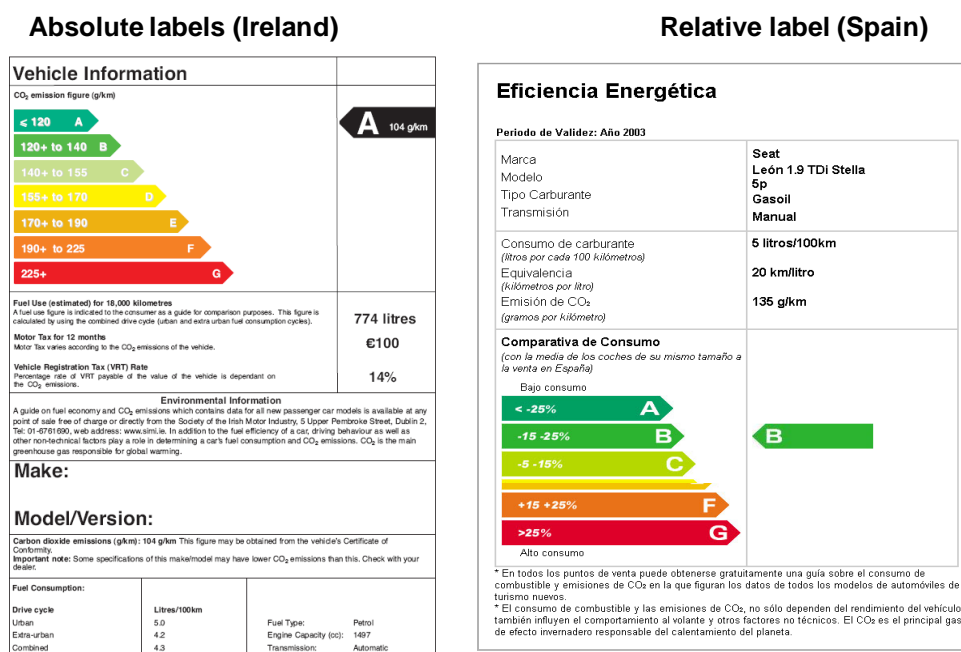 Absolute labels (Ireland)
Relative label (Spain)
Vehicle Information
CO₂ emission figure (g/km)
⩽ 120 A
120+ to 140 B
140+ to 155 C
155+ to 170 D
170+ to 190 E
190+ to 225 F
225+ G
A 104 g/km
Fuel Use (estimated) for 18,000 kilometres
A fuel use figure is indicated to the consumer as a guide for comparison purposes. This figure is
calculated by using the combined drive cycle (urban and extra urban fuel consumption cycles).
774 litres
Motor Tax for 12 months
Motor Tax varies according to the CO₂ emissions of the vehicle.
€100
Vehicle Registration Tax (VRT) Rate
Percentage rate of VRT payable of the value of the vehicle is dependant on
the CO₂ emissions.
14%
Environmental Information
A guide on fuel economy and CO₂ emissions which contains data for all new passenger car models is available at any
point of sale free of charge or directly from the Society of the Irish Motor Industry, 5 Upper Pembroke Street, Dublin 2,
Tel: 01-6761690, web address: www.simi.ie. In addition to the fuel efficiency of a car, driving behaviour as well as
other non-technical factors play a role in determining a car's fuel consumption and CO₂ emissions. CO₂ is the main
greenhouse gas responsible for global warming.
Make:
Model/Version:
Carbon dioxide emissions (g/km): 104 g/km This figure may be obtained from the vehicle's Certificate of
Conformity.
Important note: Some specifications of this make/model may have lower CO₂ emissions than this. Check with your
dealer.
Fuel Consumption:
Drive cycle Litres/100km
Urban 5.0 Fuel Type: Petrol
Extra-urban 4.2 Engine Capacity (cc): 1497
Combined 4.3 Transmission: Automatic
Eficiencia Energética
Periodo de Validez: Año 2003
Marca Seat
Modelo León 1.9 TDi Stella
5p
Tipo Carburante Gasoil
Transmisión Manual
Consumo de carburante 5 litros/100km
(litros por cada 100 kilómetros)
Equivalencia 20 km/litro
(kilómetros por litro)
Emisión de CO₂ 135 g/km
(gramos por kilómetro)
Comparativa de Consumo
(con la media de los coches de su mismo tamaño a
la venta en España)
Bajo consumo
< -25% A
-15 -25% B
B
-5 -15% C
+15 +25% F
>25% G
Alto consumo
* En todos los puntos de venta puede obtenerse gratuitamente una guía sobre el consumo de
combustible y emisiones de CO₂ en la que figuran los datos de todos los modelos de automóviles de
turismo nuevos.
* El consumo de combustible y las emisiones de CO₂, no sólo dependen del rendimiento del vehículo
también influyen el comportamiento al volante y otros factores no técnicos. El CO₂ es el principal gas
de efecto invernadero responsable del calentamiento del planeta.